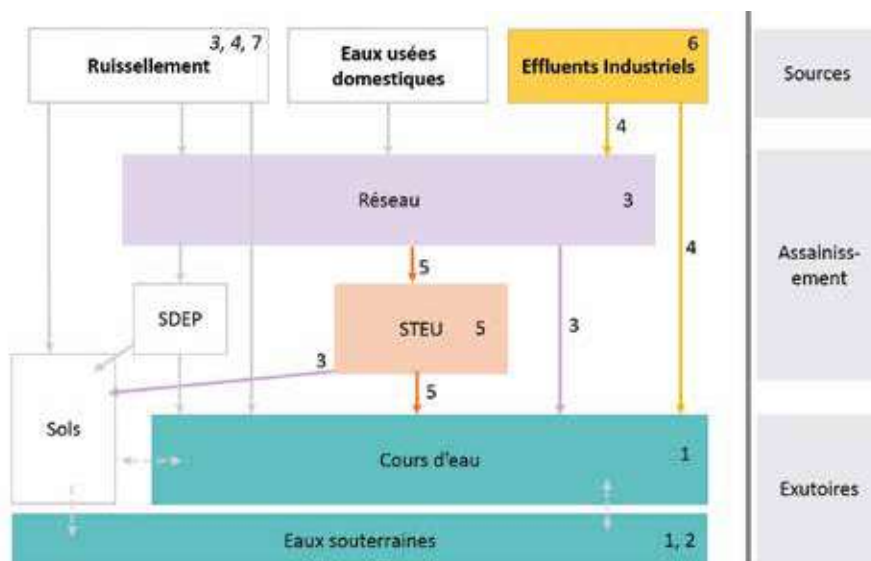 3, 4, 7
Ruissellement
Eaux usées
domestiques
6
Effluents Industriels
Sources
4
Réseau
3
Assainiss-
ement
4
5
SDEP
STEU
5
3
3
5
Sols
Cours d'eau
1
Exutoires
Eaux souterraines
1, 2